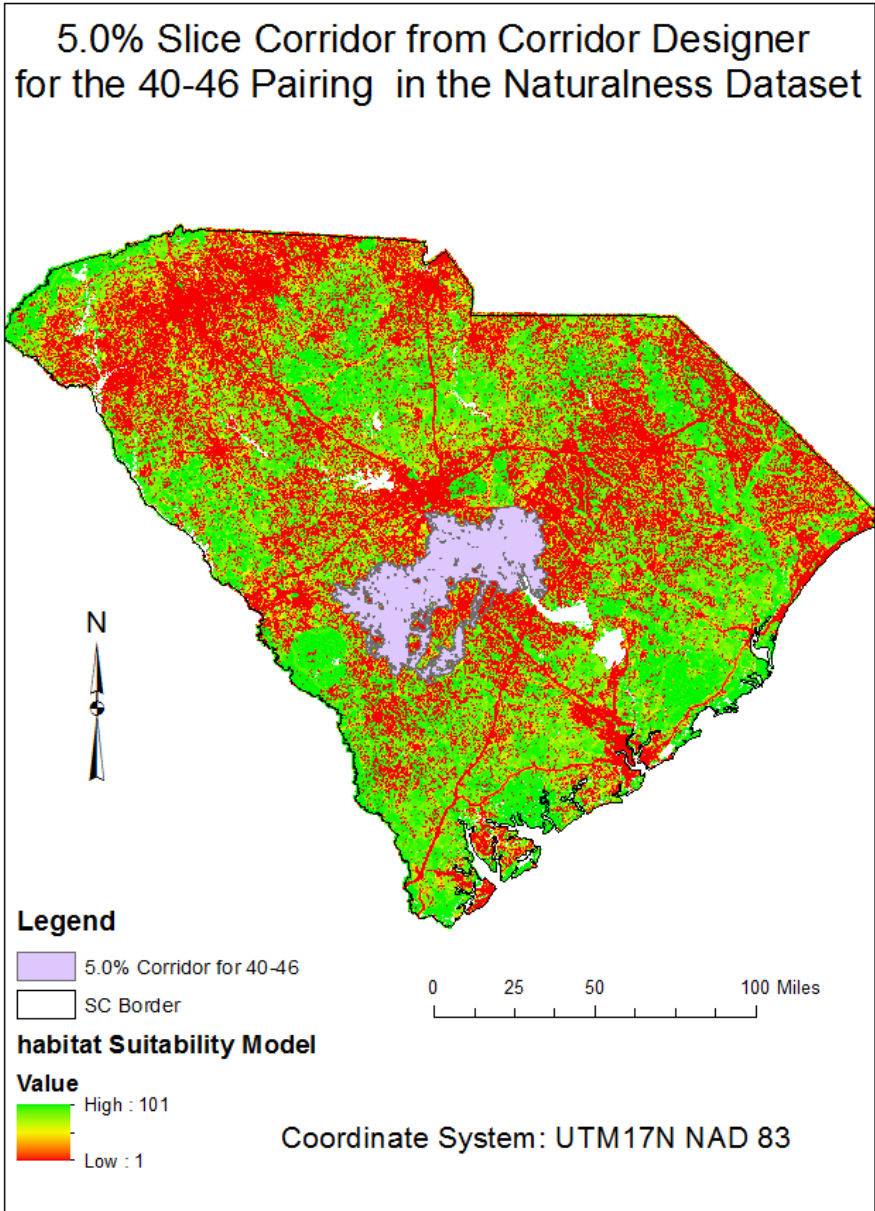 5.0% Slice Corridor from Corridor Designer
for the 40-46 Pairing in the Naturalness Dataset
N
Legend
5.0% Corridor for 40-46
SC Border
0 25 50 100 Miles
habitat Suitability Model
Value
High : 101
Low : 1
Coordinate System: UTM17N NAD 83